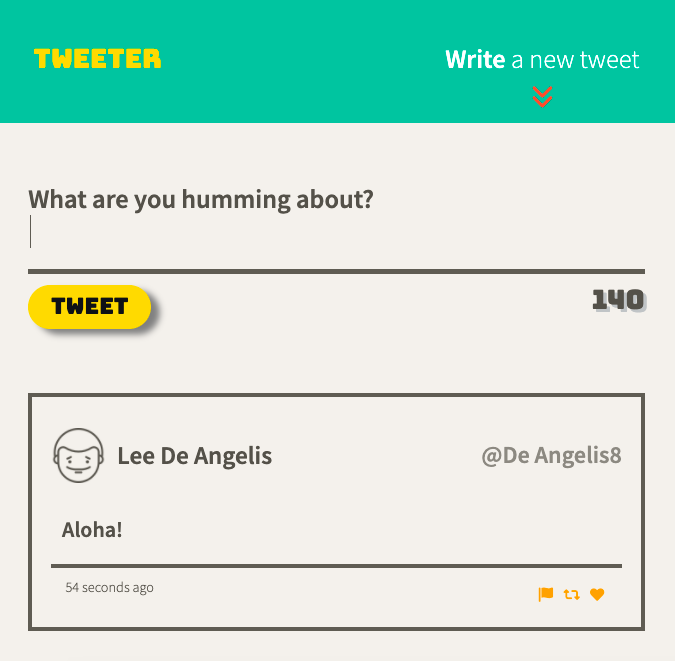 TWEETER
Write a new tweet
What are you humming about?
TWEET
140
Lee De Angelis
@De Angelis8
Aloha!
54 seconds ago